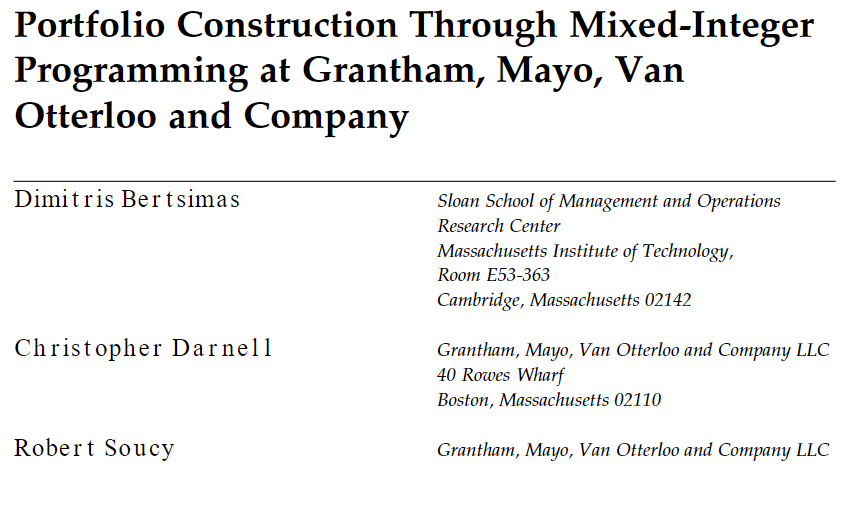 Portfolio Construction Through Mixed-Integer
Programming at Grantham, Mayo, Van
Otterloo and Company
Dimitris Bertsimas
Sloan School of Management and Operations
Research Center
Massachusetts Institute of Technology,
Room E53-363
Cambridge, Massachusetts 02142
Christopher Darnell
Grantham, Mayo, Van Otterloo and Company LLC
40 Rowes Wharf
Boston, Massachusetts 02110
Robert Soucy
Grantham, Mayo, Van Otterloo and Company LLC